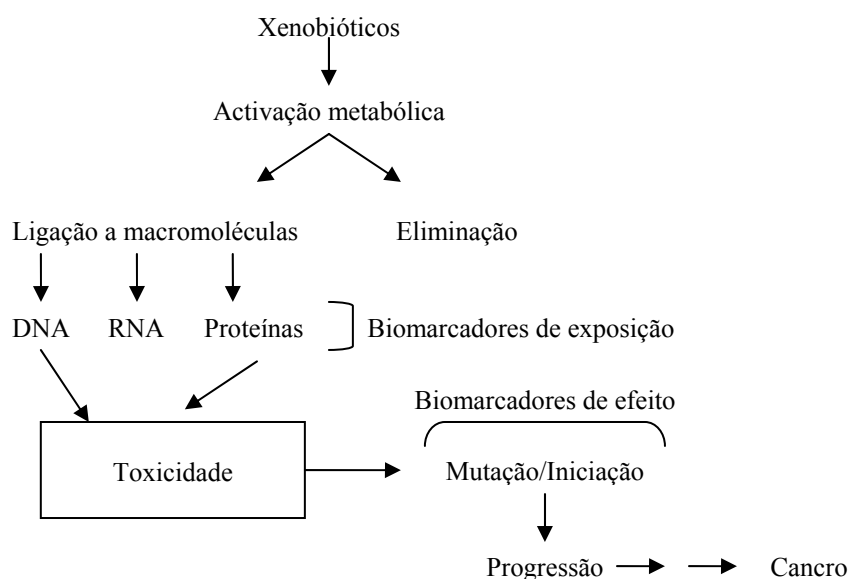 Xenobióticos
Activação metabólica
Ligação a macromoléculas Eliminação
DNA RNA Proteínas Biomarcadores de exposição
Biomarcadores de efeito
Toxicidade Mutação/Iniciação
Progressão Cancro